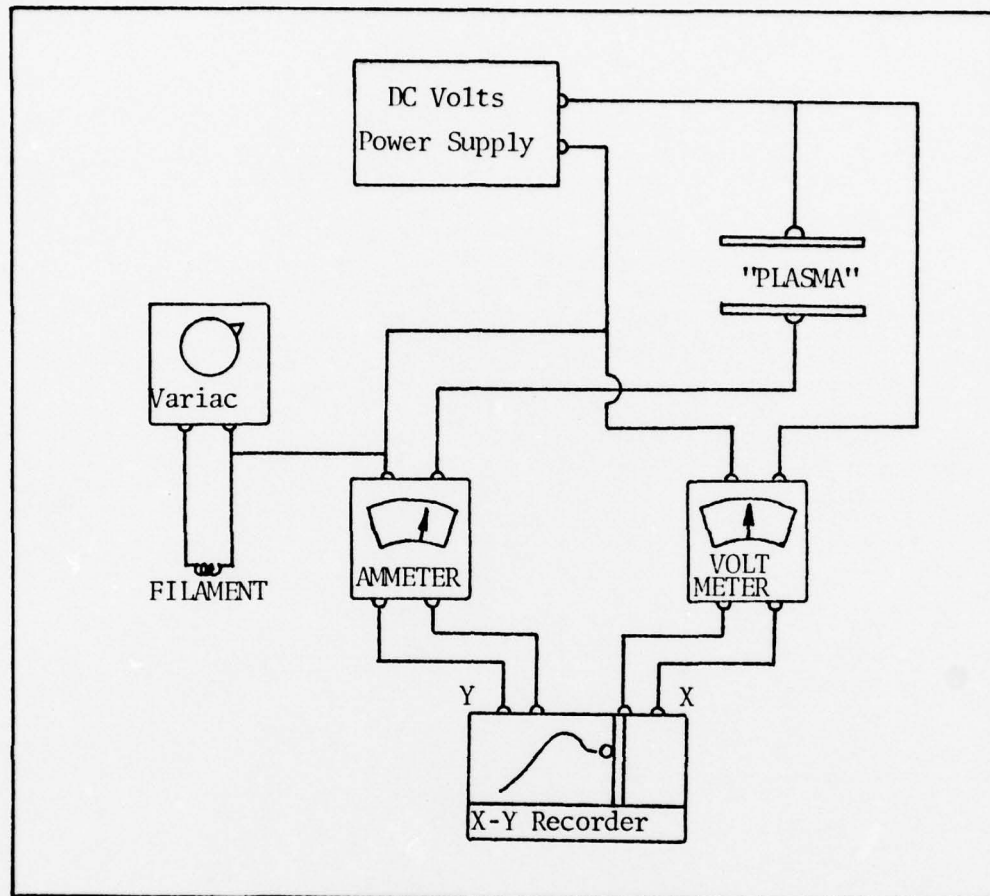 DC Volts
Power Supply
"PLASMA"
Variac
FILAMENT
AMMETER
VOLT
METER
Y
X
X-Y Recorder